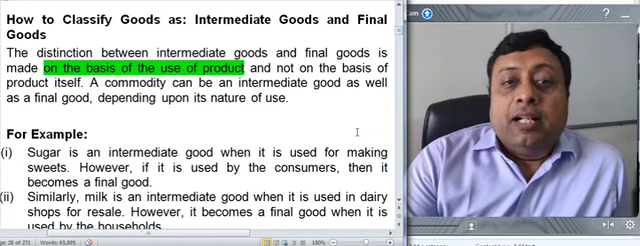 How to Classify Goods as: Intermediate Goods and Final
Goods
The distinction between intermediate goods and final goods is
made on the basis of the use of product and not on the basis of
product itself. A commodity can be an intermediate good as well
as a final good, depending upon its nature of use.
For Example:
(i) Sugar is an intermediate good when it is used for making
sweets. However, if it is used by the consumers, then it
becomes a final good.
(ii) Similarly, milk is an intermediate good when it is used in dairy
shops for resale. However, it becomes a final good when it is
used by the households.
Words: 65,895
180%